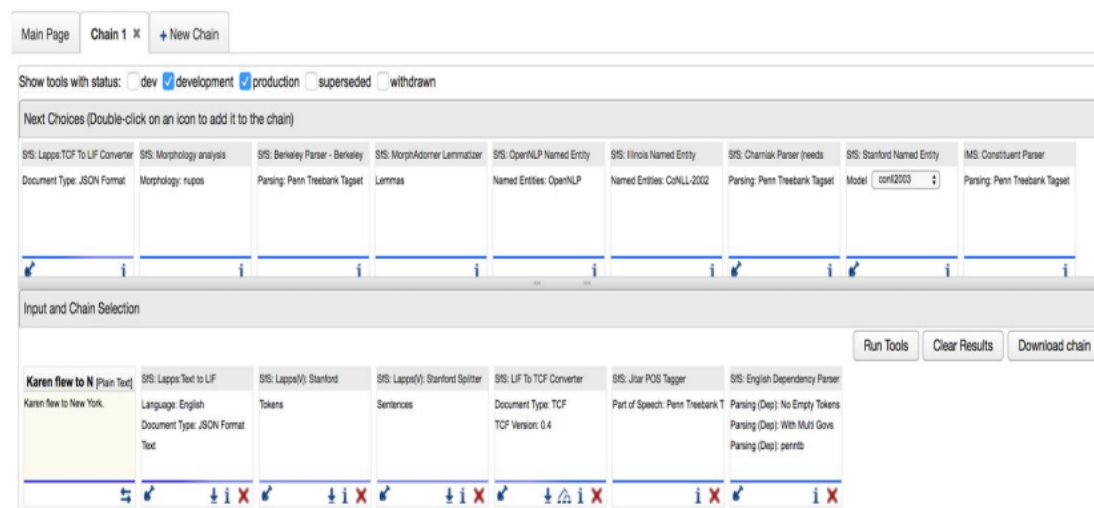 Main Page Chain 1 × + New Chain
Show tools with status: dev development production superseded withdrawn
Next Choices (Double-click on an icon to add it to the chain)
SfS: Lapps:TCF To LIF Converter
Document Type: JSON Format
SfS: Morphology analysis
Morphology: nupos
SfS: Berkeley Parser - Berkeley
Parsing: Penn Treebank Tagset
SfS: MorphAdorner Lemmatizer
Lemmas
SfS: OpenNLP Named Entity
Named Entities: OpenNLP
SfS: Illinois Named Entity
Named Entities: CoNLL-2002
SfS: Charniak Parser (needs
Parsing: Penn Treebank Tagset
SfS: Stanford Named Entity
Model conll2003
IMS: Constituent Parser
Parsing: Penn Treebank Tagset
Input and Chain Selection
Run Tools Clear Results Download chain
Karen flew to N [Plain Text]
Karen flew to New York.
SfS: Lapps:Text to LIF
Language: English
Document Type: JSON Format
Text
SfS: Lapps(V): Stanford
Tokens
SfS: Lapps(V): Stanford Splitter
Sentences
SfS: LIF To TCF Converter
Document Type: TCF
TCF Version: 0.4
SfS: Jitar POS Tagger
Part of Speech: Penn Treebank T
SfS: English Dependency Parser
Parsing (Dep): No Empty Tokens
Parsing (Dep): With Multi Govs
Parsing (Dep): penntb